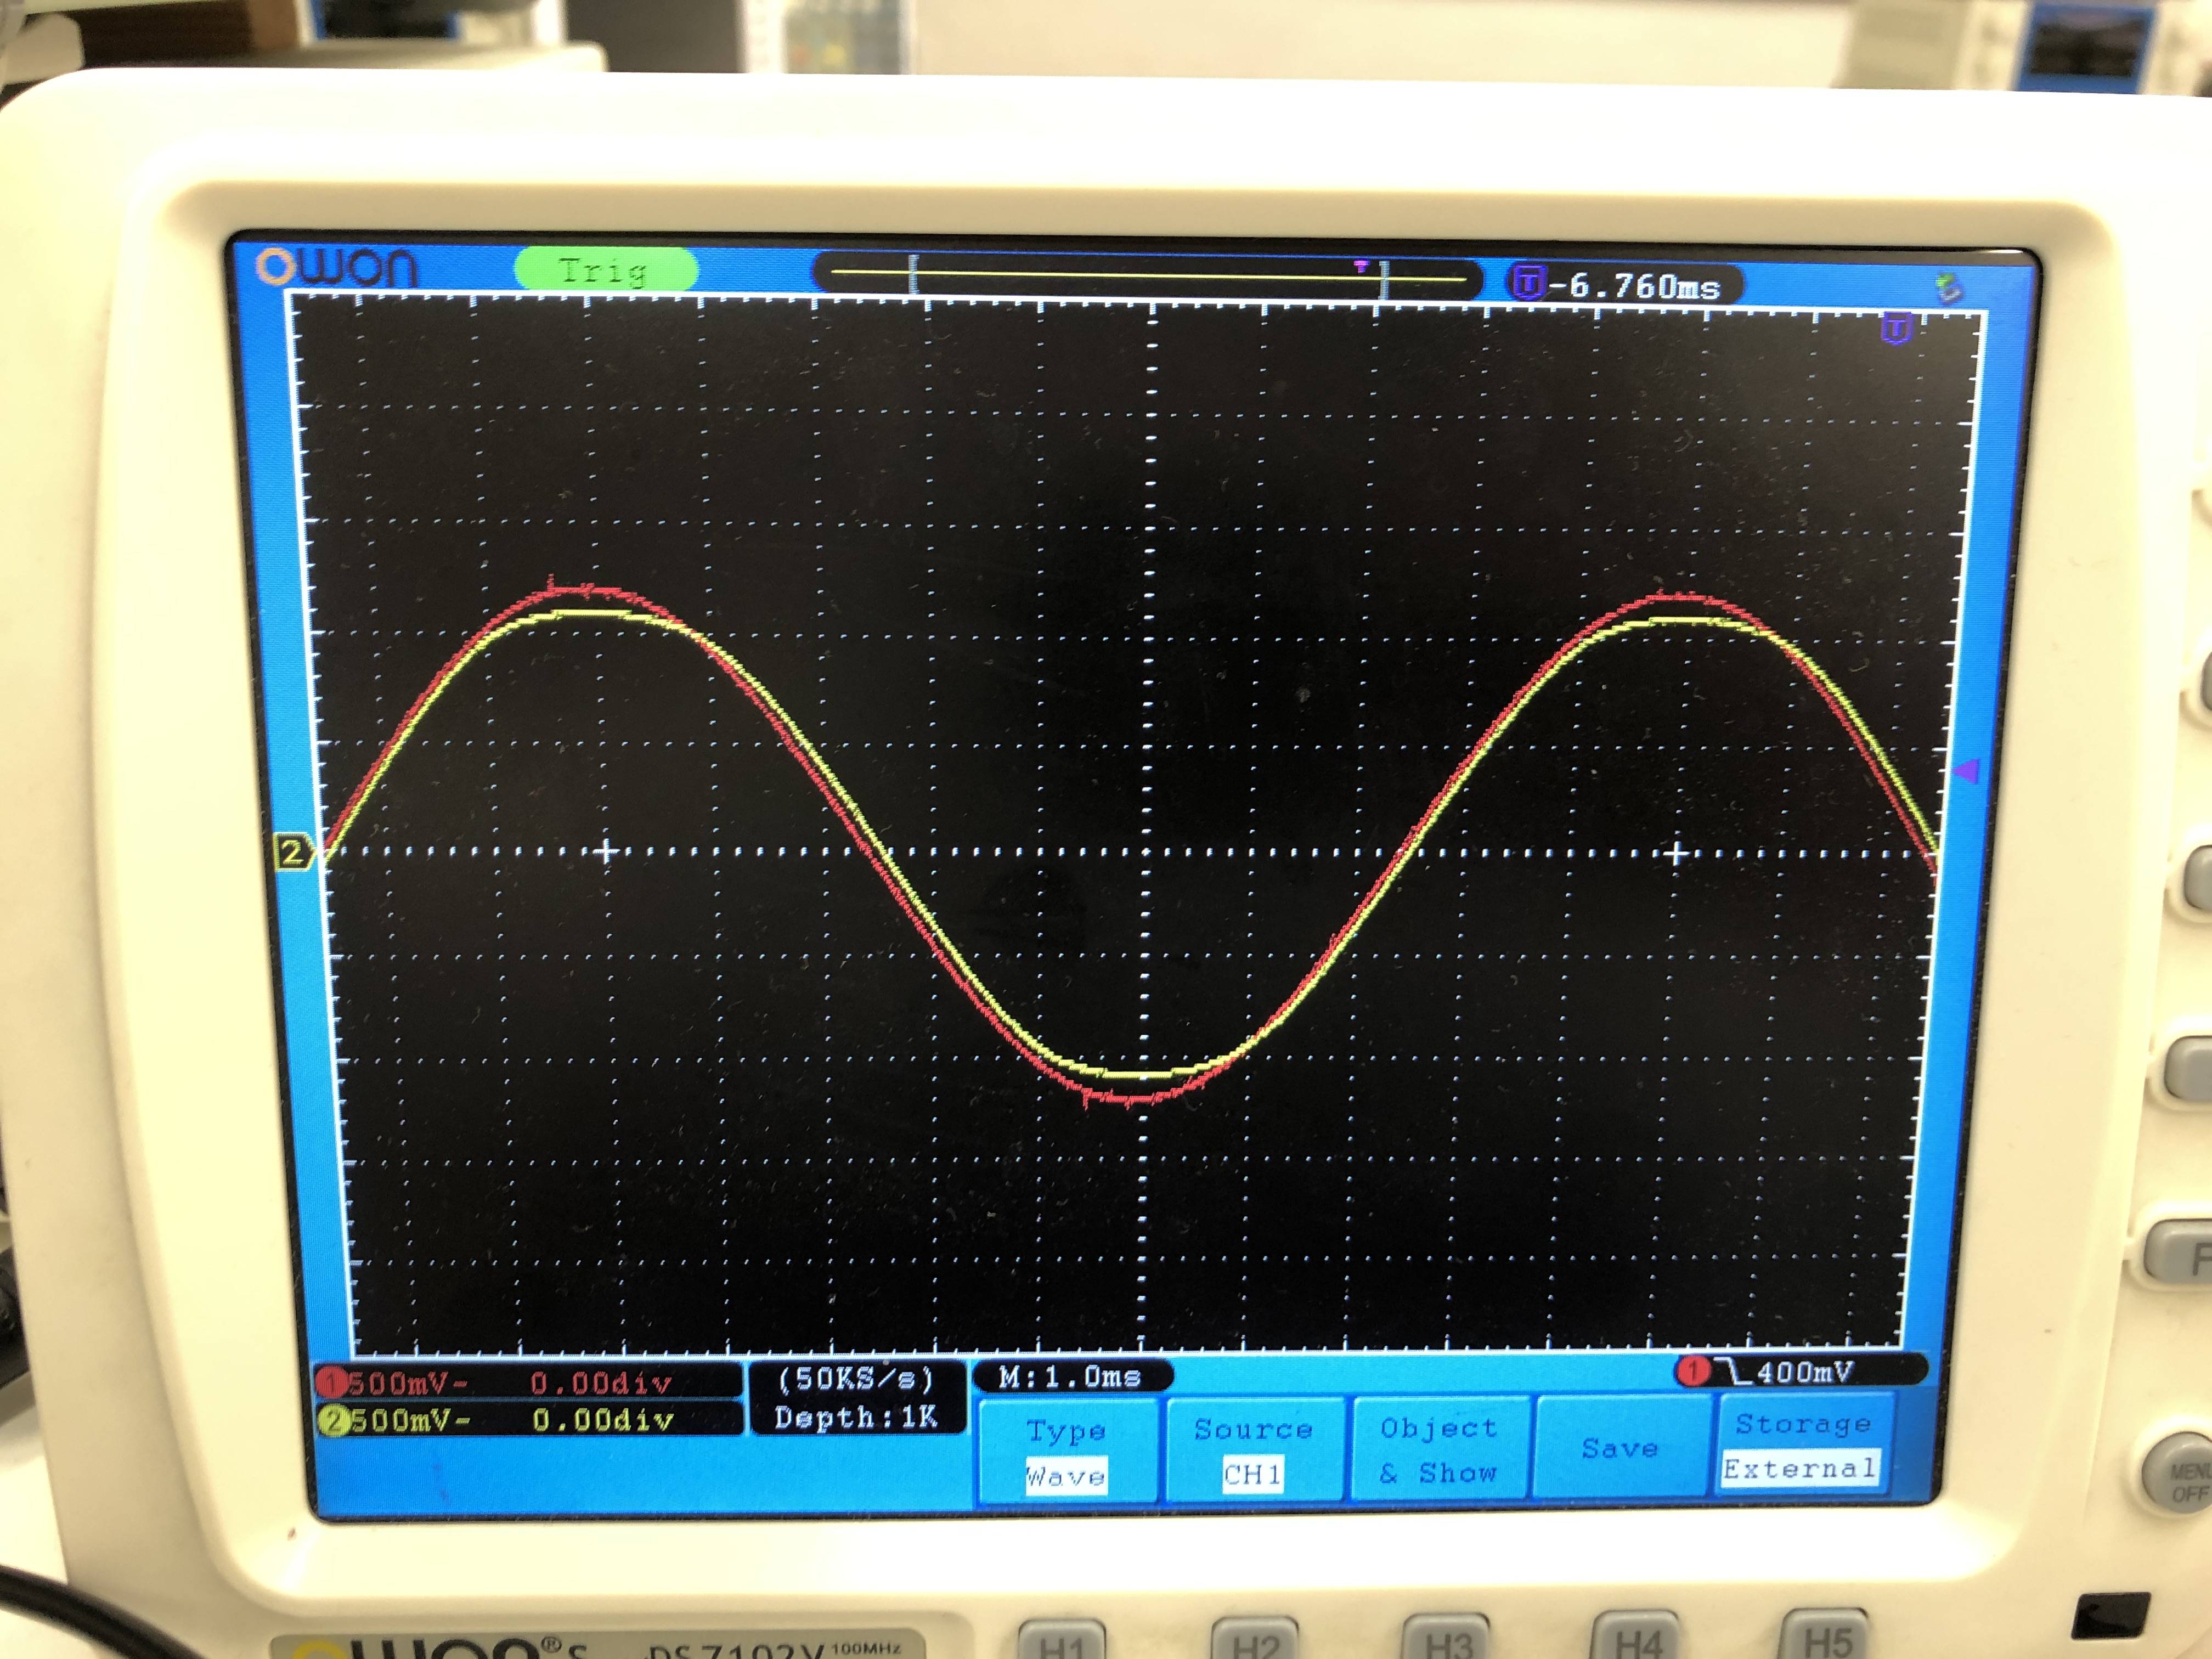 owon Trig T -6.760ms
T
2
1 500mV- 0.00div (50KS/s) M:1.0ms 1 400mV
2 500mV- 0.00div Depth:1K
Type Source Object Save Storage
Wave CH1 & Show External
MENU
OFF
OWON® S DS7102V 100MHz
H1 H2 H3 H4 H5